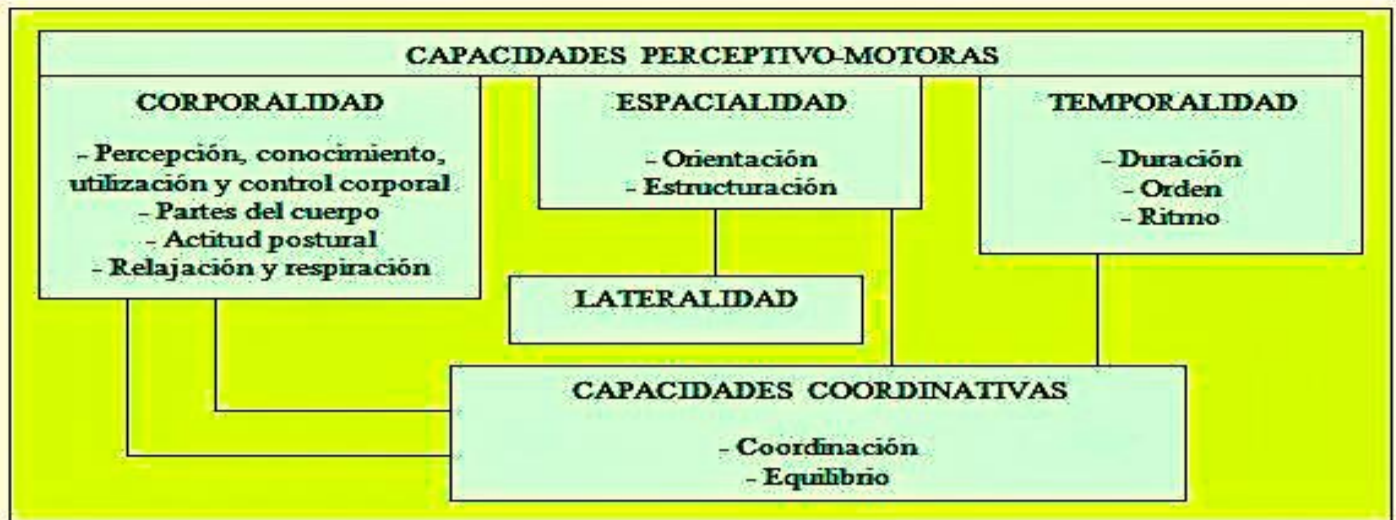 CAPACIDADES PERCEPTIVO-MOTORAS
CORPORALIDAD
- Percepción, conocimiento,
utilización y control corporal
- Partes del cuerpo
- Actitud postural
- Relajación y respiración
ESPACIALIDAD
- Orientación
- Estructuración
TEMPORALIDAD
- Duración
- Orden
- Ritmo
LATERALIDAD
CAPACIDADES COORDINATIVAS
- Coordinación
- Equilibrio